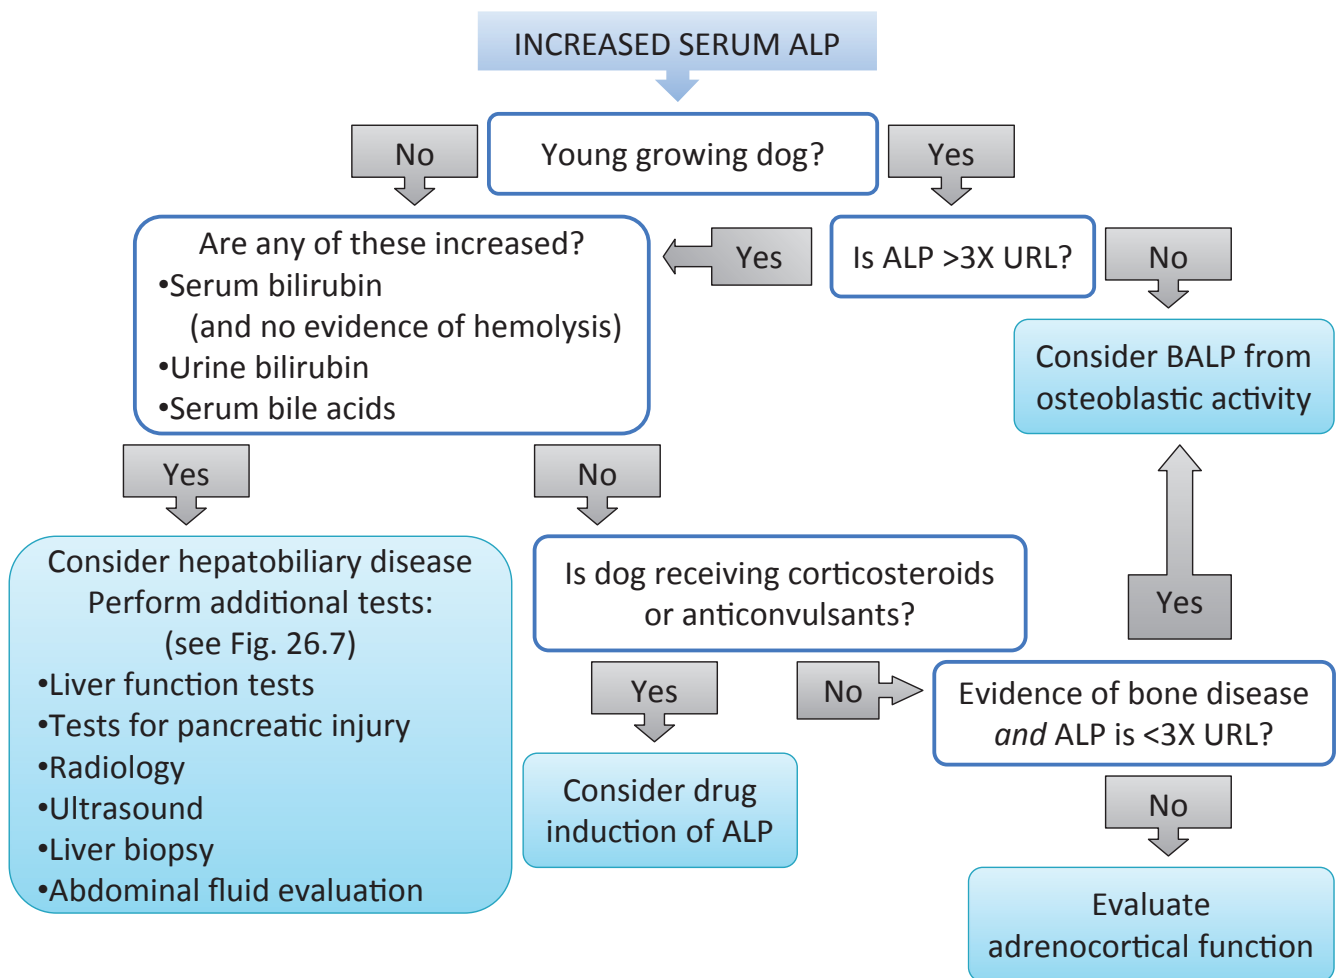 INCREASED SERUM ALP
Young growing dog?
No
Yes
Are any of these increased?
•Serum bilirubin
(and no evidence of hemolysis)
•Urine bilirubin
•Serum bile acids
Yes
Is ALP >3X URL?
No
Consider BALP from
osteoblastic activity
Yes
No
Consider hepatobiliary disease
Perform additional tests:
(see Fig. 26.7)
•Liver function tests
•Tests for pancreatic injury
•Radiology
•Ultrasound
•Liver biopsy
•Abdominal fluid evaluation
Is dog receiving corticosteroids
or anticonvulsants?
Yes
Yes
No
Evidence of bone disease
and ALP is <3X URL?
Consider drug
induction of ALP
No
Evaluate
adrenocortical function